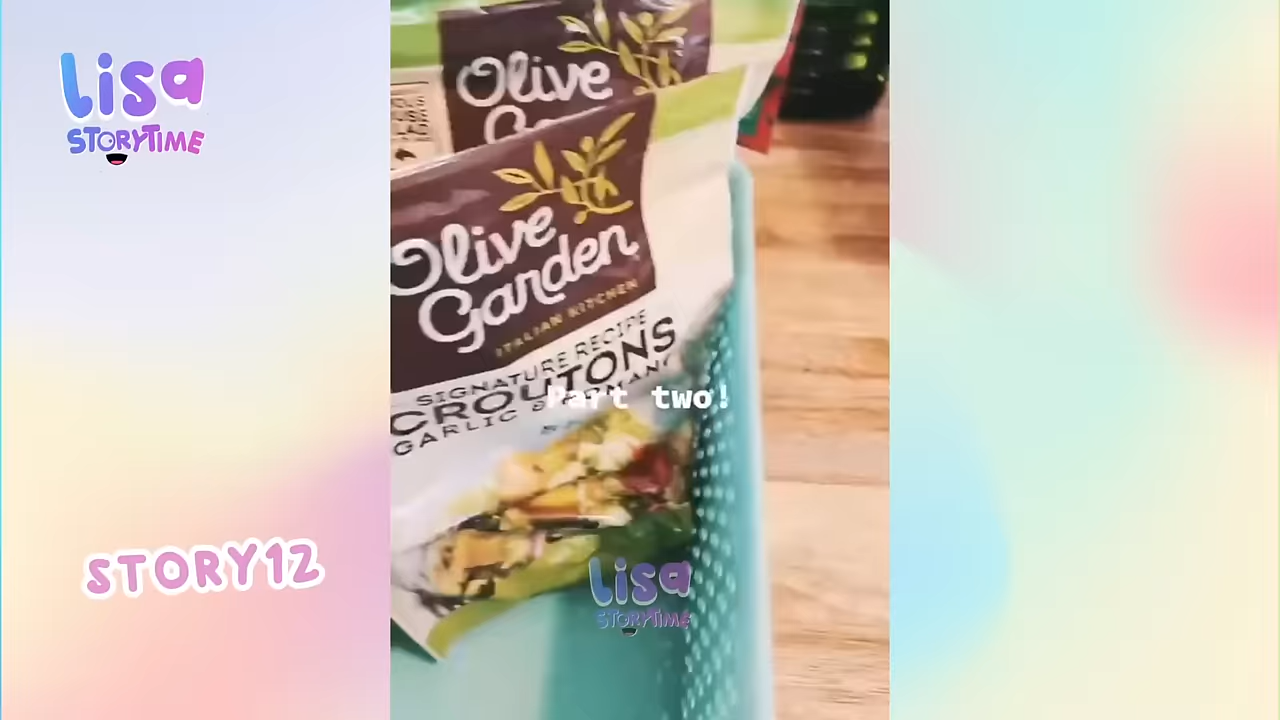 Lisa
STORYTIME
Olive
Olive
Garden
ITALIAN KITCHEN
SIGNATURE RECIPE
CROUTONS
GARLIC &
Part two!
Lisa
STORYTIME
STORY12